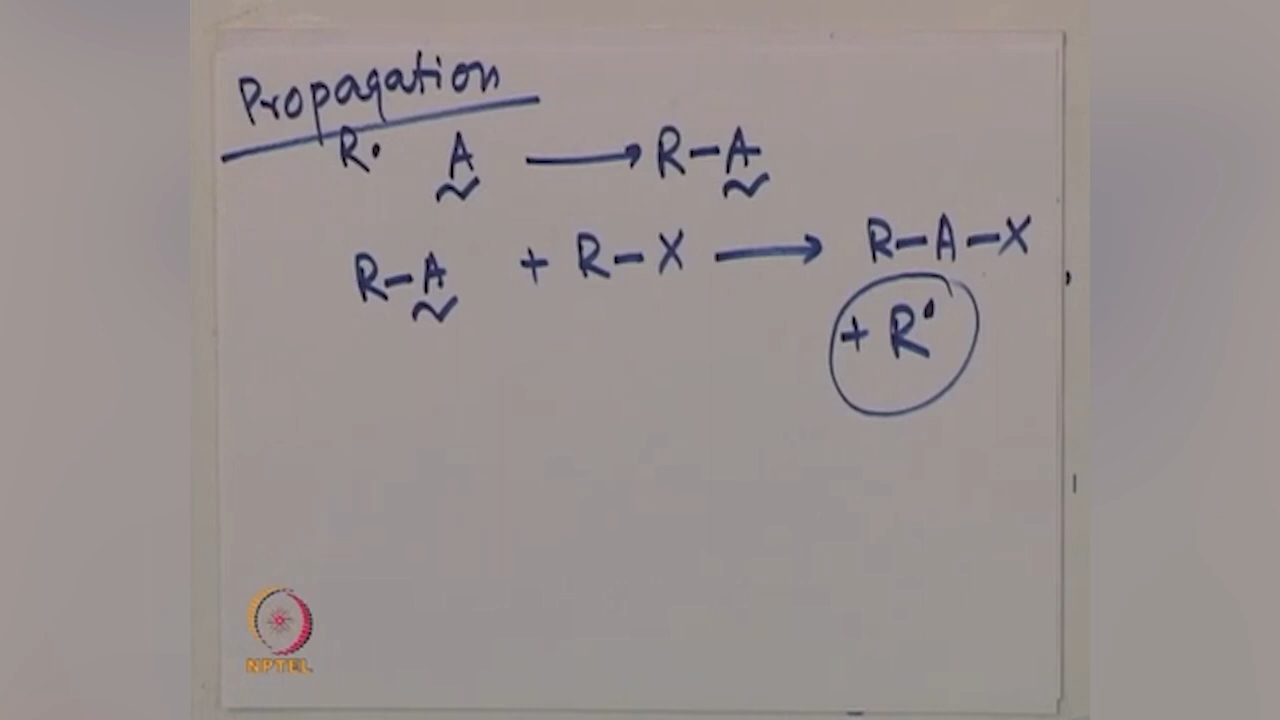 Propagation
R• A ⟶ R–A
R–A + R–X ⟶ R–A–X
+ R•
NPTEL